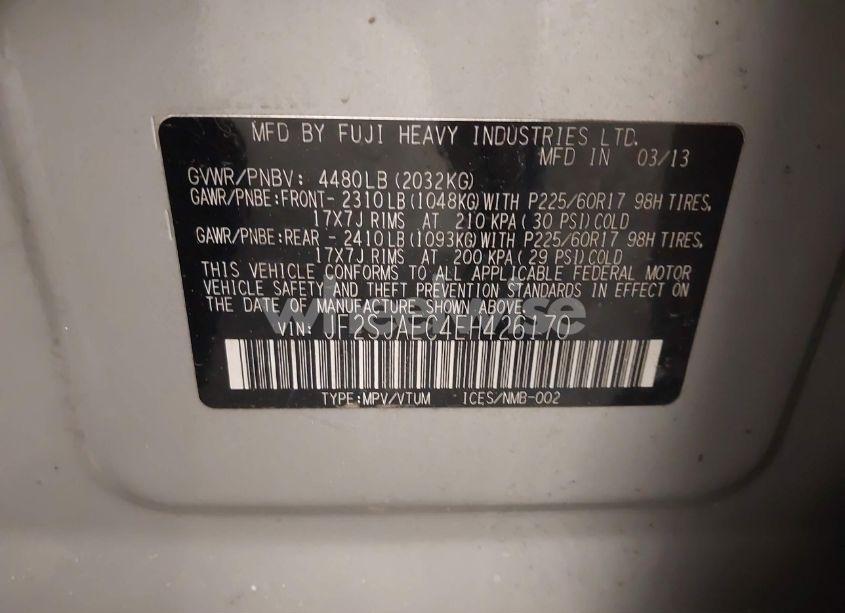 MFD BY FUJI HEAVY INDUSTRIES LTD.
MFD IN 03/13
GVWR/PNBV: 4480LB(2032KG)
GAWR/PNBE:FRONT- 2310LB(1048KG)WITH P225/60R17 98H TIRES,
17X7J RIMS AT 210 KPA( 30 PSI)COLD
GAWR/PNBE:REAR - 2410LB(1093KG)WITH P225/60R17 98H TIRES,
17X7J RIMS AT 200 KPA( 29 PSI)COLD
THIS VEHICLE CONFORMS TO ALL APPLICABLE FEDERAL MOTOR
VEHICLE SAFETY AND THEFT PREVENTION STANDARDS IN EFFECT ON
THE DATE OF MANUFACTURE SHOWN ABOVE.
VIN: JF2SJAEC4EH426170
TYPE:MPV/VTUM ICES/NMB-002